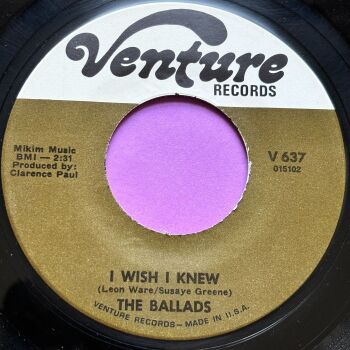 Venture
RECORDS
Mikim Music
BMI — 2:31
Produced by:
Clarence Paul
V 637
015102
I WISH I KNEW
(Leon Ware/Susaye Greene)
THE BALLADS
VENTURE RECORDS — MADE IN U.S.A.